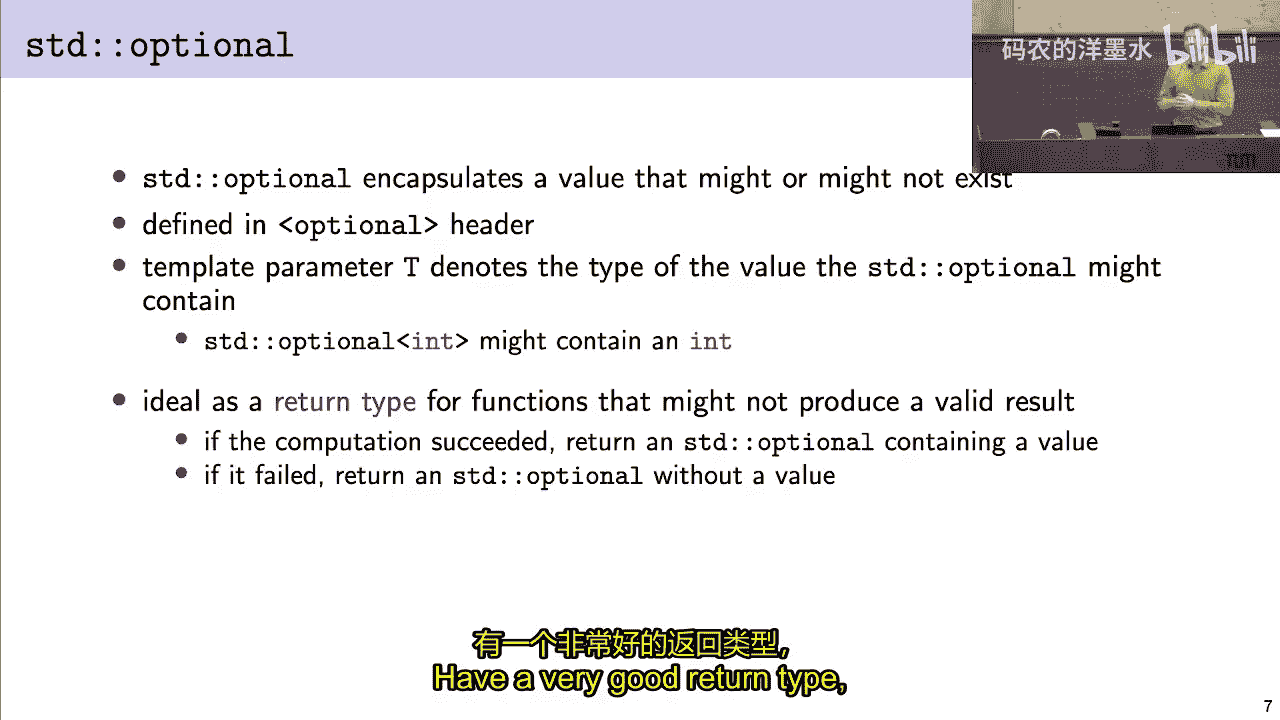 std::optional
码农的洋墨水 bilibili
• std::optional encapsulates a value that might or might not exist
• defined in <optional> header
• template parameter T denotes the type of the value the std::optional might
contain
• std::optional<int> might contain an int
• ideal as a return type for functions that might not produce a valid result
• if the computation succeeded, return an std::optional containing a value
• if it failed, return an std::optional without a value
有一个非常好的返回类型,
Have a very good return type,
7